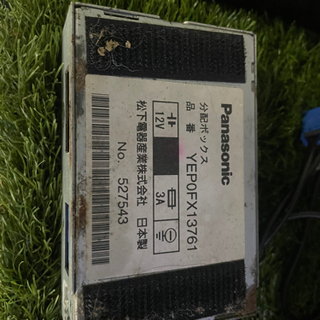 Panasonic
分配ボックス
品 番 YEP0FX13761
12V 3A
松下電器産業株式会社 日本製
No. 527543